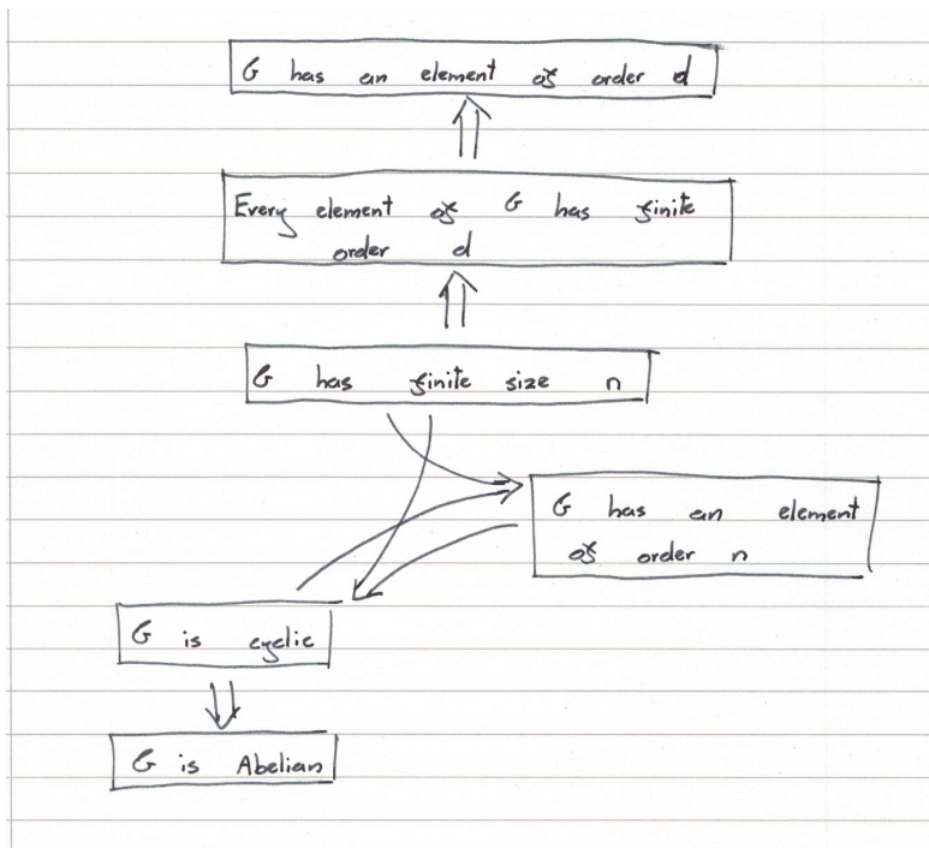 G has an element of order d
Every element of G has finite
order d
G has finite size n
G has an element
of order n
G is cyclic
G is Abelian